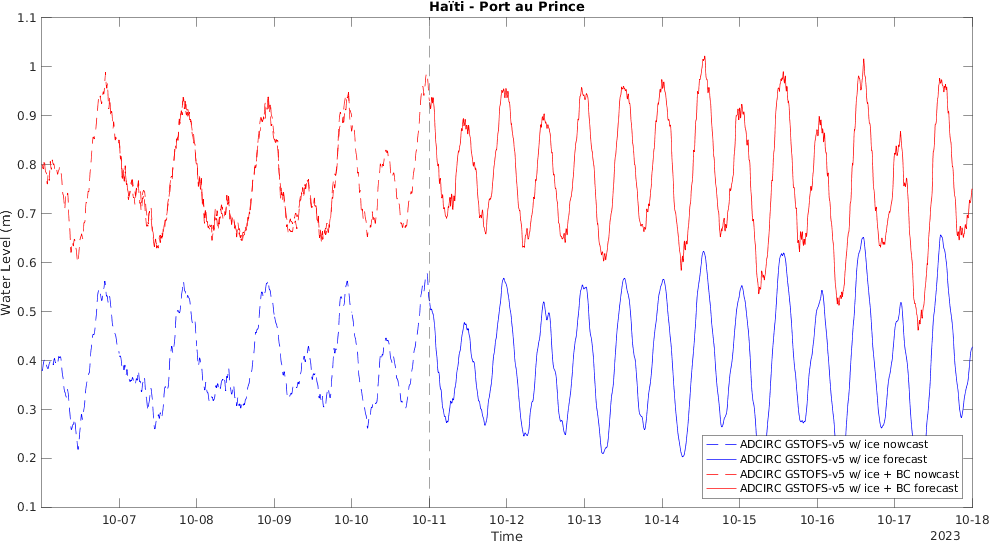 Haïti - Port au Prince
Water Level (m)
1.1
1
0.9
0.8
0.7
0.6
0.5
0.4
0.3
0.2
0.1
ADCIRC GSTOFS-v5 w/ ice nowcast
ADCIRC GSTOFS-v5 w/ ice forecast
ADCIRC GSTOFS-v5 w/ ice + BC nowcast
ADCIRC GSTOFS-v5 w/ ice + BC forecast
10-07 10-08 10-09 10-10 10-11 10-12 10-13 10-14 10-15 10-16 10-17 10-18
Time
2023